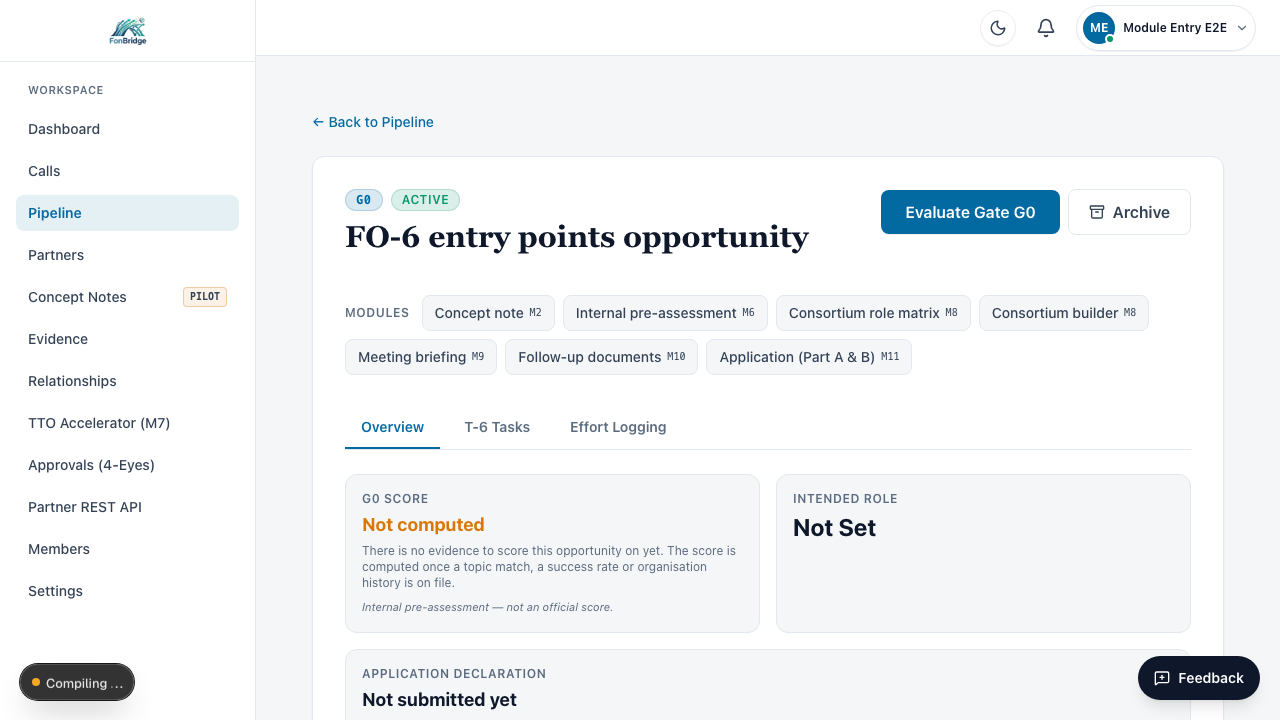 FonBridge
ME
Module Entry E2E
WORKSPACE
Dashboard
Calls
Pipeline
Partners
Concept Notes
PILOT
Evidence
Relationships
TTO Accelerator (M7)
Approvals (4-Eyes)
Partner REST API
Members
Settings
Compiling ...
← Back to Pipeline
G0
ACTIVE
FO-6 entry points opportunity
Evaluate Gate G0
Archive
MODULES
Concept note M2
Internal pre-assessment M6
Consortium role matrix M8
Consortium builder M8
Meeting briefing M9
Follow-up documents M10
Application (Part A & B) M11
Overview
T-6 Tasks
Effort Logging
G0 SCORE
Not computed
There is no evidence to score this opportunity on yet. The score is
computed once a topic match, a success rate or organisation
history is on file.
Internal pre-assessment — not an official score.
INTENDED ROLE
Not Set
APPLICATION DECLARATION
Not submitted yet
Feedback